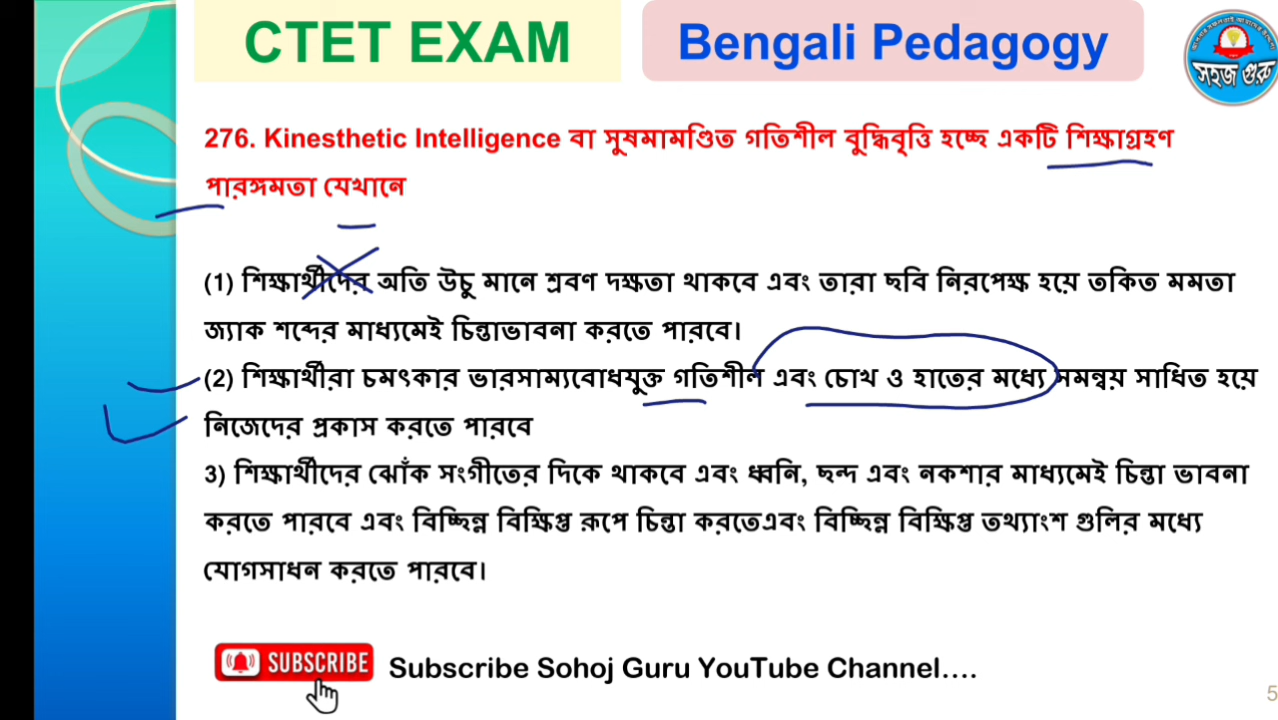 CTET EXAM
Bengali Pedagogy
সহজ গুরু
276. Kinesthetic Intelligence বা সুষমামণ্ডিত গতিশীল বুদ্ধিবৃত্তি হচ্ছে একটি শিক্ষাগ্রহণ
পারঙ্গমতা যেখানে
(1) শিক্ষার্থীদের অতি উচু মানে শ্রবণ দক্ষতা থাকবে এবং তারা ছবি নিরপেক্ষ হয়ে তকিত মমতা
জ্যাক শব্দের মাধ্যমেই চিন্তাভাবনা করতে পারবে।
(2) শিক্ষার্থীরা চমৎকার ভারসাম্যবোধযুক্ত গতিশীল এবং চোখ ও হাতের মধ্যে সমন্বয় সাধিত হয়ে
নিজেদের প্রকাস করতে পারবে
3) শিক্ষার্থীদের ঝোঁক সংগীতের দিকে থাকবে এবং ধ্বনি, ছন্দ এবং নকশার মাধ্যমেই চিন্তা ভাবনা
করতে পারবে এবং বিচ্ছিন্ন বিক্ষিপ্ত রূপে চিন্তা করতেএবং বিচ্ছিন্ন বিক্ষিপ্ত তথ্যাংশ গুলির মধ্যে
যোগসাধন করতে পারবে।
SUBSCRIBE Subscribe Sohoj Guru YouTube Channel....
5